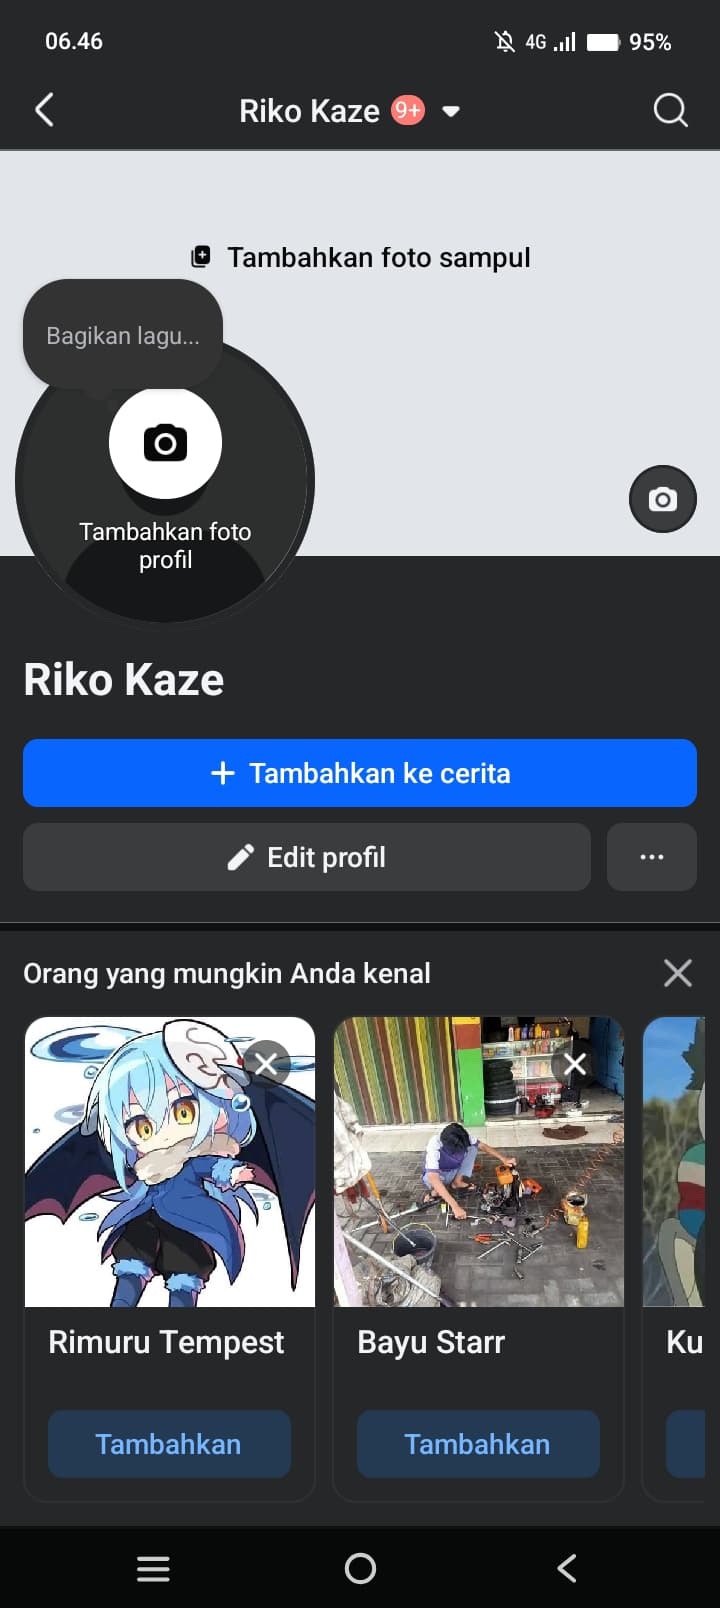 06.46
4G
95%
Riko Kaze 9+
Tambahkan foto sampul
Bagikan lagu...
Tambahkan foto
profil
Riko Kaze
+ Tambahkan ke cerita
Edit profil
Orang yang mungkin Anda kenal
Rimuru Tempest
Bayu Starr
Ku
Tambahkan
Tambahkan